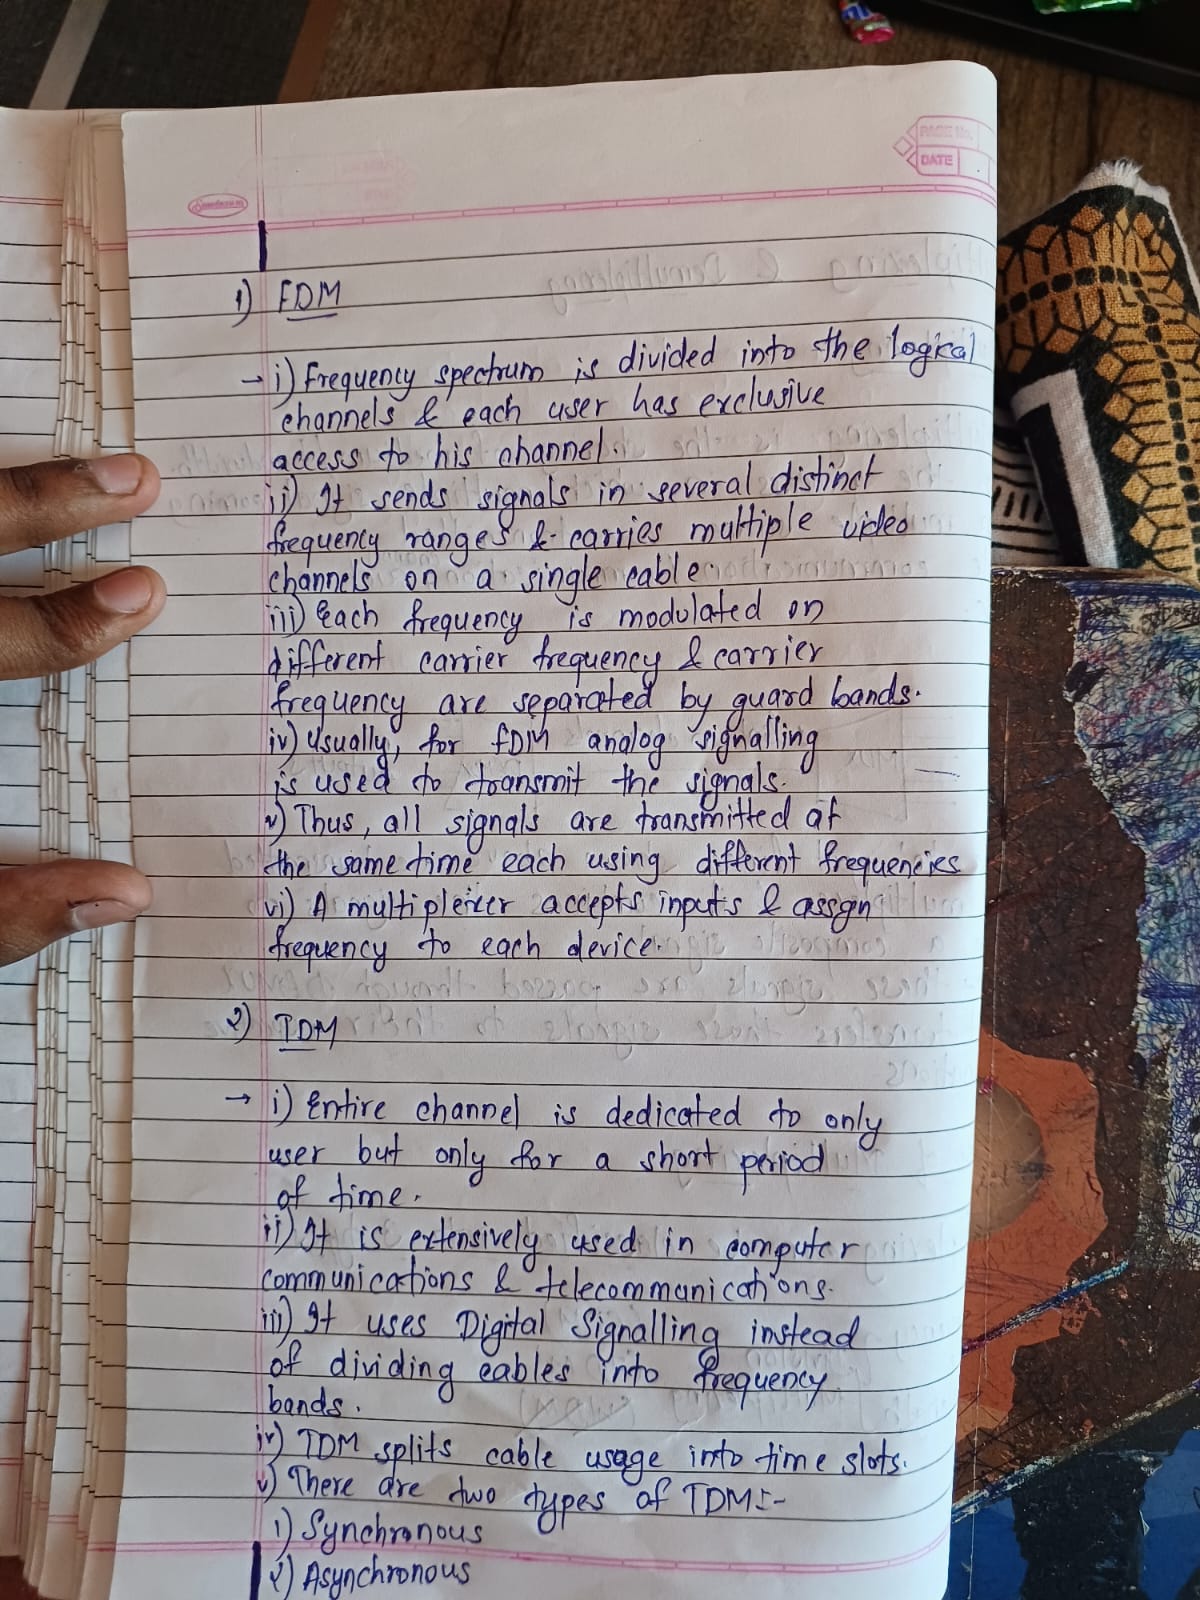 PAGE No.
DATE
1) FDM
→ i) Frequency spectrum is divided into the logical
channels & each user has exclusive
access to his channel.
ii) It sends signals in several distinct
frequency ranges & carries multiple video
channels on a single cable.
iii) Each frequency is modulated on
different carrier frequency & carrier
frequency are separated by guard bands.
iv) Usually, for FDM analog signalling
is used to transmit the signals.
v) Thus, all signals are transmitted at
the same time each using different frequencies
vi) A multiplexer accepts inputs & assgn
frequency to each device.
2) TDM
→ i) Entire channel is dedicated to only
user but only for a short period
of time.
ii) It is extensively used in computer
communications & telecommunications.
iii) It uses Digital Signalling instead
of dividing cables into frequency
bands.
iv) TDM splits cable usage into time slots.
v) There are two types of TDM:-
1) Synchronous
2) Asynchronous